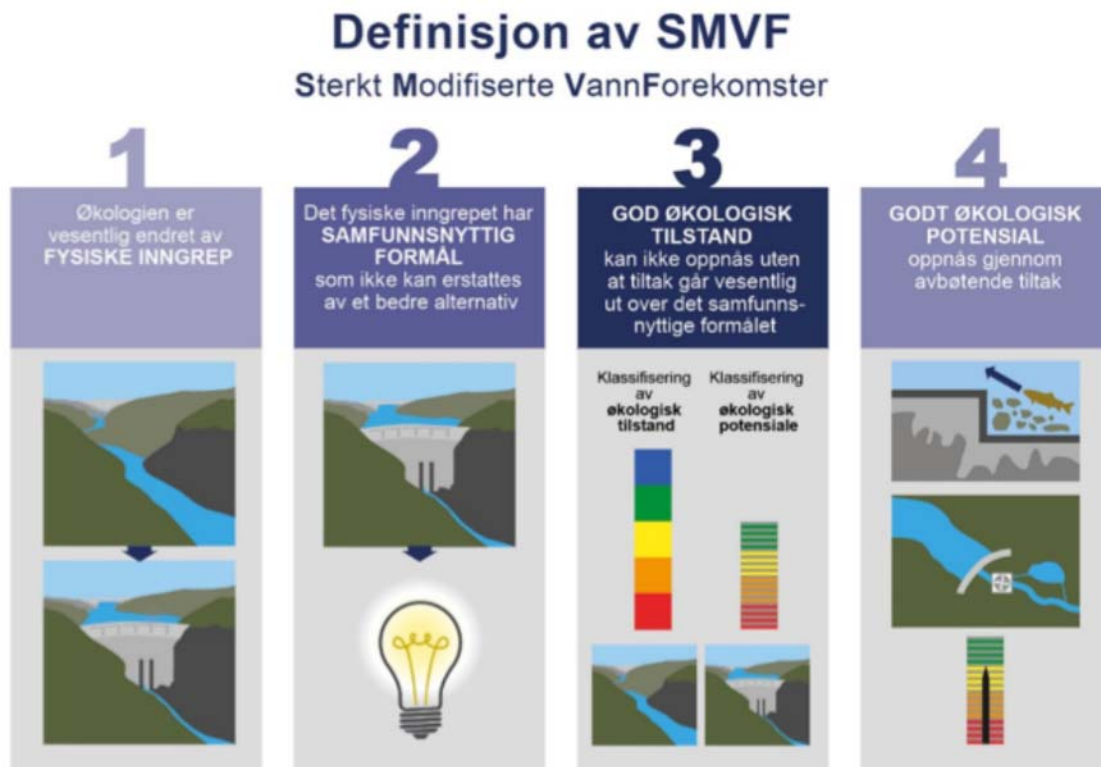 Definisjon av SMVF
Sterkt Modifiserte VannForekomster
1
Økologien er
vesentlig endret av
FYSISKE INNGREP
2
Det fysiske inngrepet har
SAMFUNNSNYTTIG
FORMÅL
som ikke kan erstattes
av et bedre alternativ
3
GOD ØKOLOGISK
TILSTAND
kan ikke oppnås uten
at tiltak går vesentlig
ut over det samfunns-
nyttige formålet
Klassifisering
av
økologisk
tilstand
Klassifisering
av
økologisk
potensiale
4
GODT ØKOLOGISK
POTENSIAL
oppnås gjennom
avbøtende tiltak